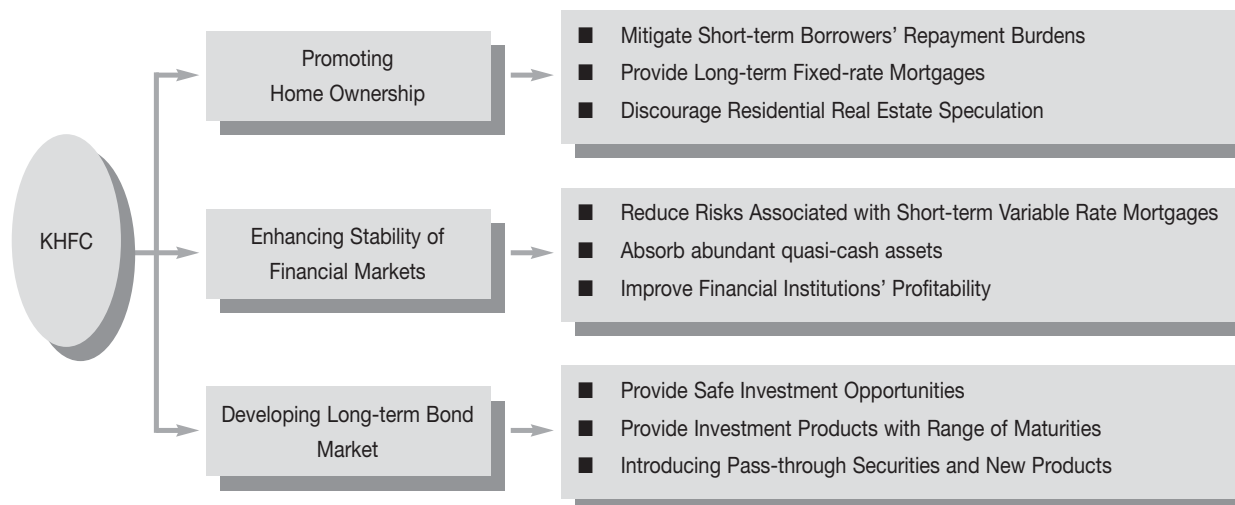 KHFC
Promoting
Home Ownership
■ Mitigate Short-term Borrowers’ Repayment Burdens
■ Provide Long-term Fixed-rate Mortgages
■ Discourage Residential Real Estate Speculation
Enhancing Stability of
Financial Markets
■ Reduce Risks Associated with Short-term Variable Rate Mortgages
■ Absorb abundant quasi-cash assets
■ Improve Financial Institutions’ Profitability
Developing Long-term Bond
Market
■ Provide Safe Investment Opportunities
■ Provide Investment Products with Range of Maturities
■ Introducing Pass-through Securities and New Products